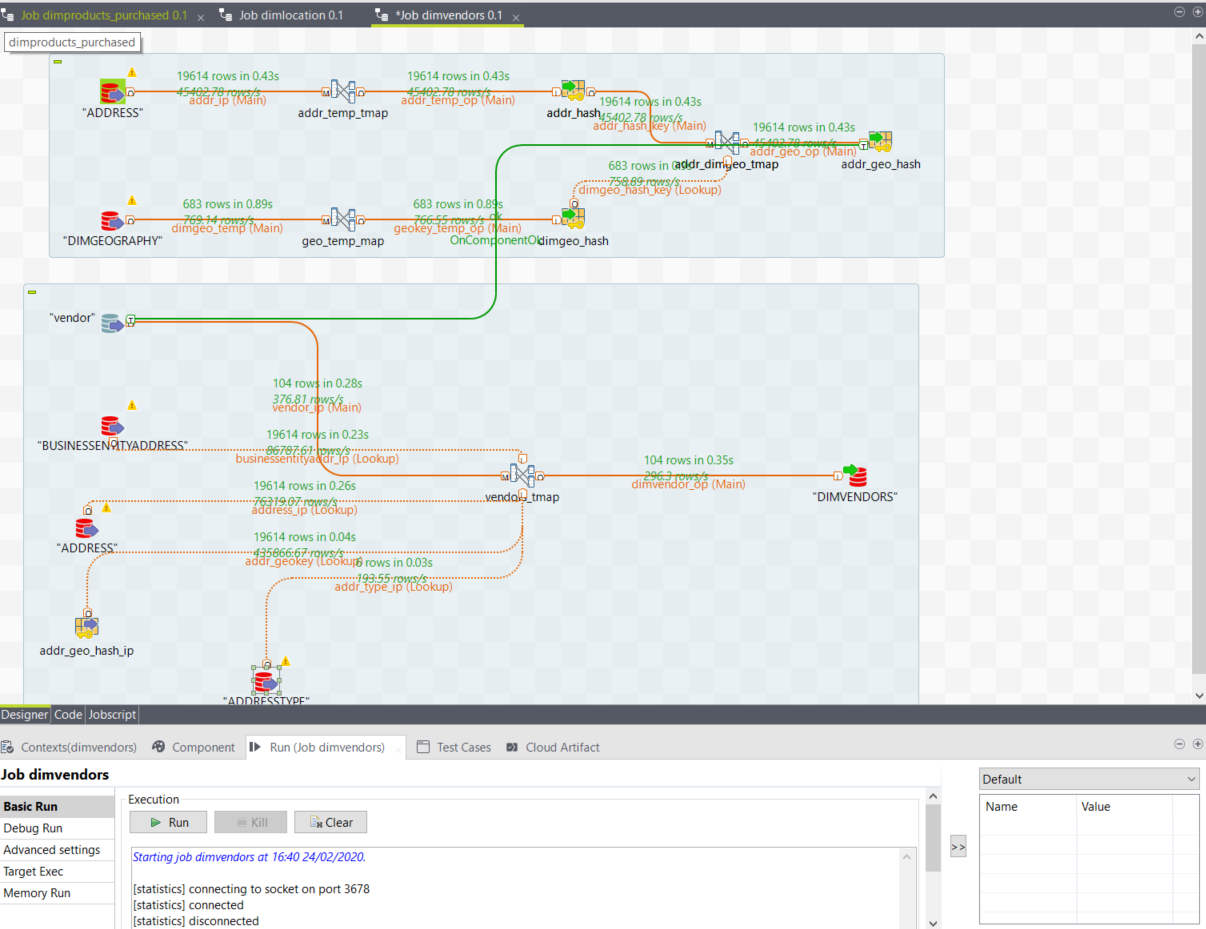 Job dimproducts_purchased 0.1
Job dimlocation 0.1
*Job dimvendors 0.1
dimproducts_purchased
19614 rows in 0.43s
45402.78 rows/s
addr_ip (Main)
19614 rows in 0.43s
45402.78 rows/s
addr_temp_op (Main)
"ADDRESS"
addr_temp_tmap
addr_hash
19614 rows in 0.43s
45402.78 rows/s
addr_hash_key (Main)
19614 rows in 0.43s
45402.78 rows/s
addr_geo_op (Main)
addr_dimgeo_tmap
addr_geo_hash
683 rows in 0.9s
758.89 rows/s
dimgeo_hash_key (Lookup)
683 rows in 0.89s
769.14 rows/s
dimgeo_temp (Main)
683 rows in 0.89s
766.55 rows/s
geokey_temp_op (Main)
ok
OnComponentOk
"DIMGEOGRAPHY"
geo_temp_map
dimgeo_hash
"vendor"
104 rows in 0.28s
376.81 rows/s
vendor_ip (Main)
"BUSINESSENTITYADDRESS"
19614 rows in 0.23s
86787.61 rows/s
businessentityaddr_ip (Lookup)
vendors_tmap
104 rows in 0.35s
296.3 rows/s
dimvendor_op (Main)
"DIMVENDORS"
19614 rows in 0.26s
76319.07 rows/s
address_ip (Lookup)
"ADDRESS"
19614 rows in 0.04s
435866.67 rows/s
addr_geokey (Lookup)
6 rows in 0.03s
193.55 rows/s
addr_type_ip (Lookup)
addr_geo_hash_ip
"ADDRESSTYPE"
Designer
Code
Jobscript
Contexts(dimvendors)
Component
Run (Job dimvendors)
Test Cases
Cloud Artifact
Job dimvendors
Default
Basic Run
Debug Run
Advanced settings
Target Exec
Memory Run
Execution
Run
Kill
Clear
Name
Value
>>
Starting job dimvendors at 16:40 24/02/2020.
[statistics] connecting to socket on port 3678
[statistics] connected
[statistics] disconnected